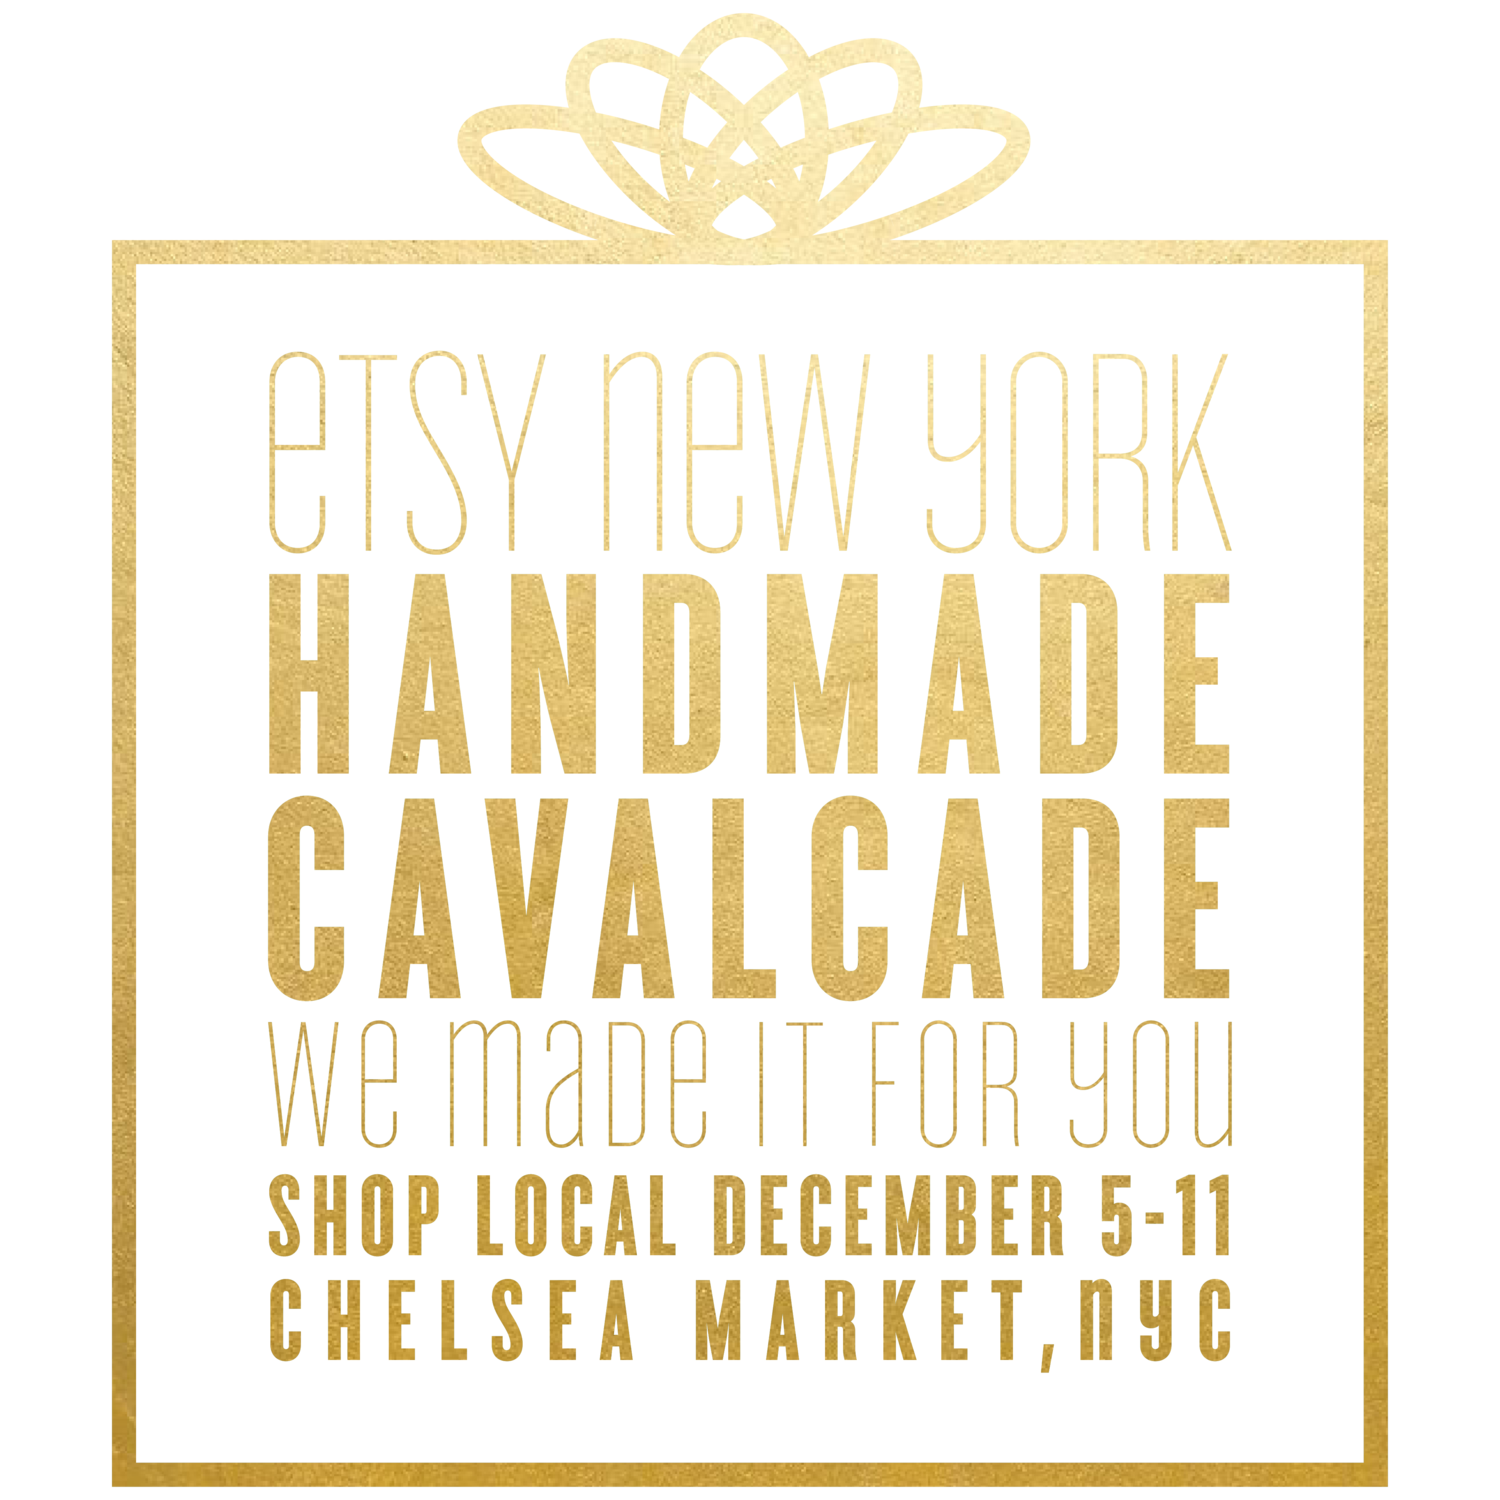 eTSY new YORK
HANDMADE
CAVALCADE
We maDe IT FOR YOU
SHOP LOCAL DECEMBER 5-11
CHELSEA MARKET, nYC